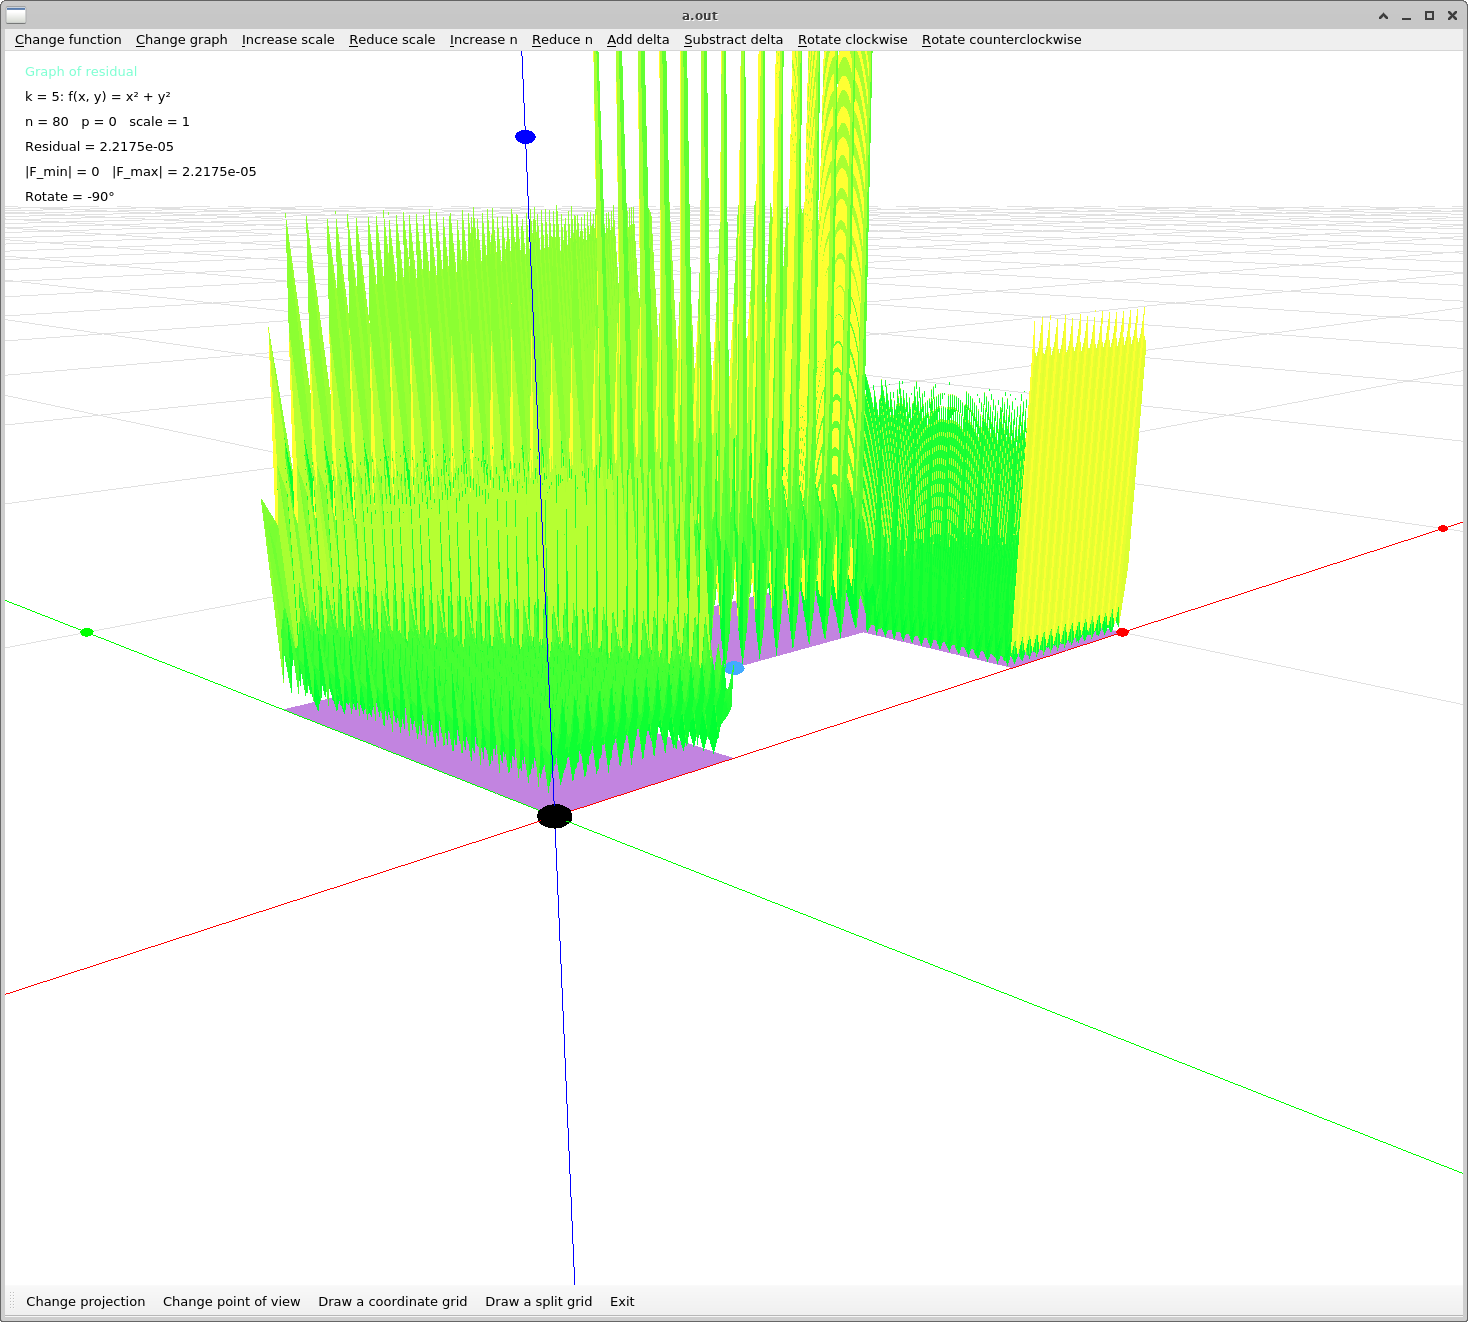 a.out
Change function Change graph Increase scale Reduce scale Increase n Reduce n Add delta Substract delta Rotate clockwise Rotate counterclockwise
Graph of residual
k = 5: f(x, y) = x² + y²
n = 80 p = 0 scale = 1
Residual = 2.2175e-05
|F_min| = 0 |F_max| = 2.2175e-05
Rotate = -90°
Change projection Change point of view Draw a coordinate grid Draw a split grid Exit